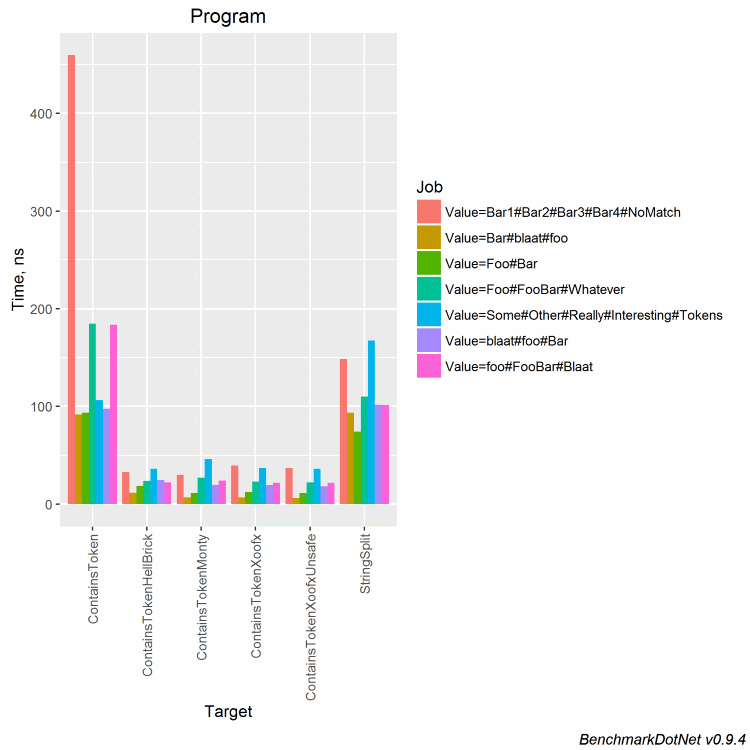 Program
400
300
200
100
0
Time, ns
ContainsToken
ContainsTokenHellBrick
ContainsTokenMonty
ContainsTokenXoofx
ContainsTokenXoofxUnsafe
StringSplit
Target
Job
Value=Bar1#Bar2#Bar3#Bar4#NoMatch
Value=Bar#blaat#foo
Value=Foo#Bar
Value=Foo#FooBar#Whatever
Value=Some#Other#Really#Interesting#Tokens
Value=blaat#foo#Bar
Value=foo#FooBar#Blaat
BenchmarkDotNet v0.9.4